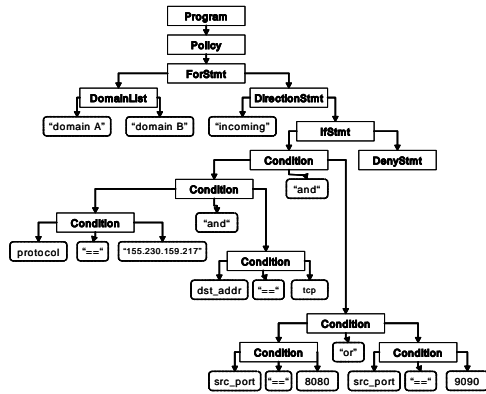 Program
Policy
ForStmt
DomainList
DirectionStmt
"domain A"
"domain B"
"incoming"
IfStmt
Condition
DenyStmt
Condition
"and"
Condition
"and"
protocol
"=="
"155.230.159.217"
Condition
dst_addr
"=="
tcp
Condition
Condition
"or"
Condition
src_port
"=="
8080
src_port
"=="
9090